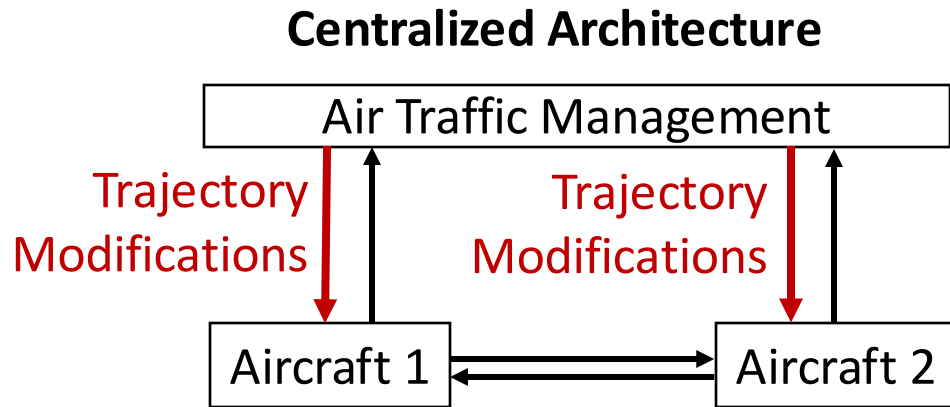 Centralized Architecture
Air Traffic Management
Trajectory
Modifications
Trajectory
Modifications
Aircraft 1
Aircraft 2